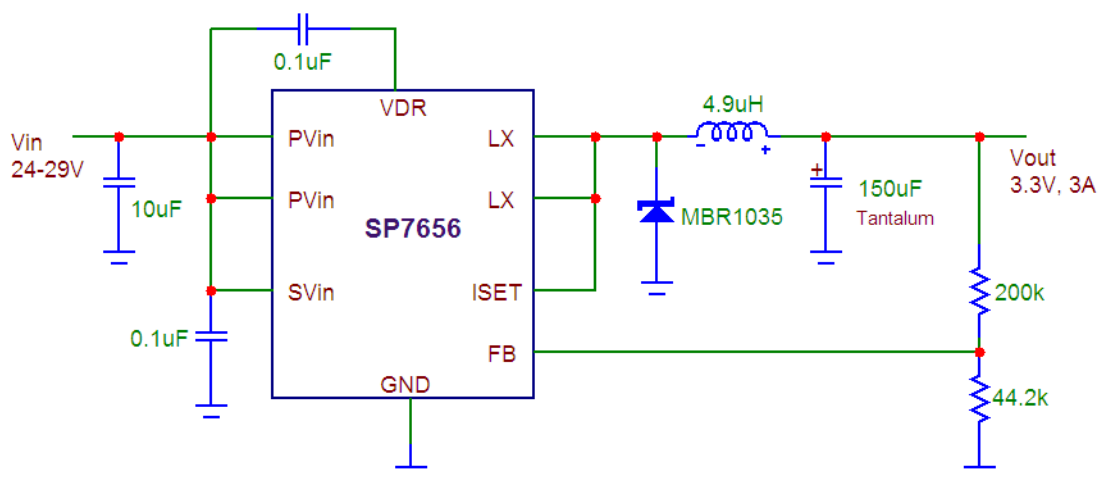 0.1uF
VDR
4.9uH
Vin
24-29V
PVin
LX
Vout
3.3V, 3A
10uF
PVin
LX
SP7656
MBR1035
+
150uF
Tantalum
-
+
SVin
ISET
200k
0.1uF
FB
GND
44.2k